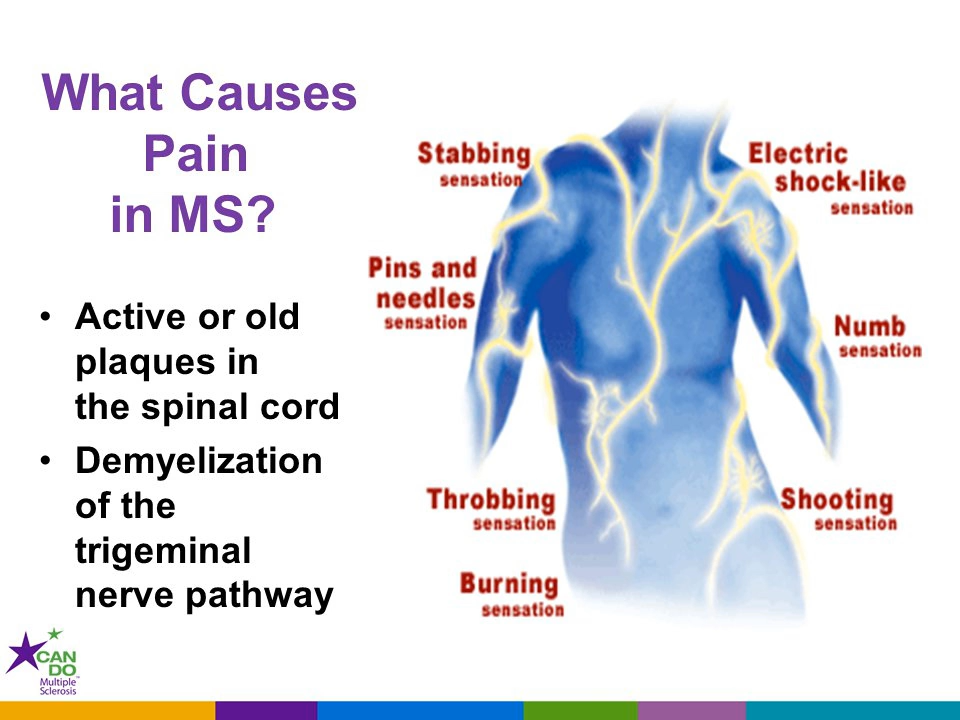 What Causes
Pain
in MS?
• Active or old
plaques in
the spinal cord
• Demyelization
of the
trigeminal
nerve pathway
Stabbing
sensation
Electric
shock-like
sensation
Pins and
needles
sensation
Numb
sensation
Throbbing
sensation
Shooting
sensation
Burning
sensation
CAN
DO™
Multiple
Sclerosis